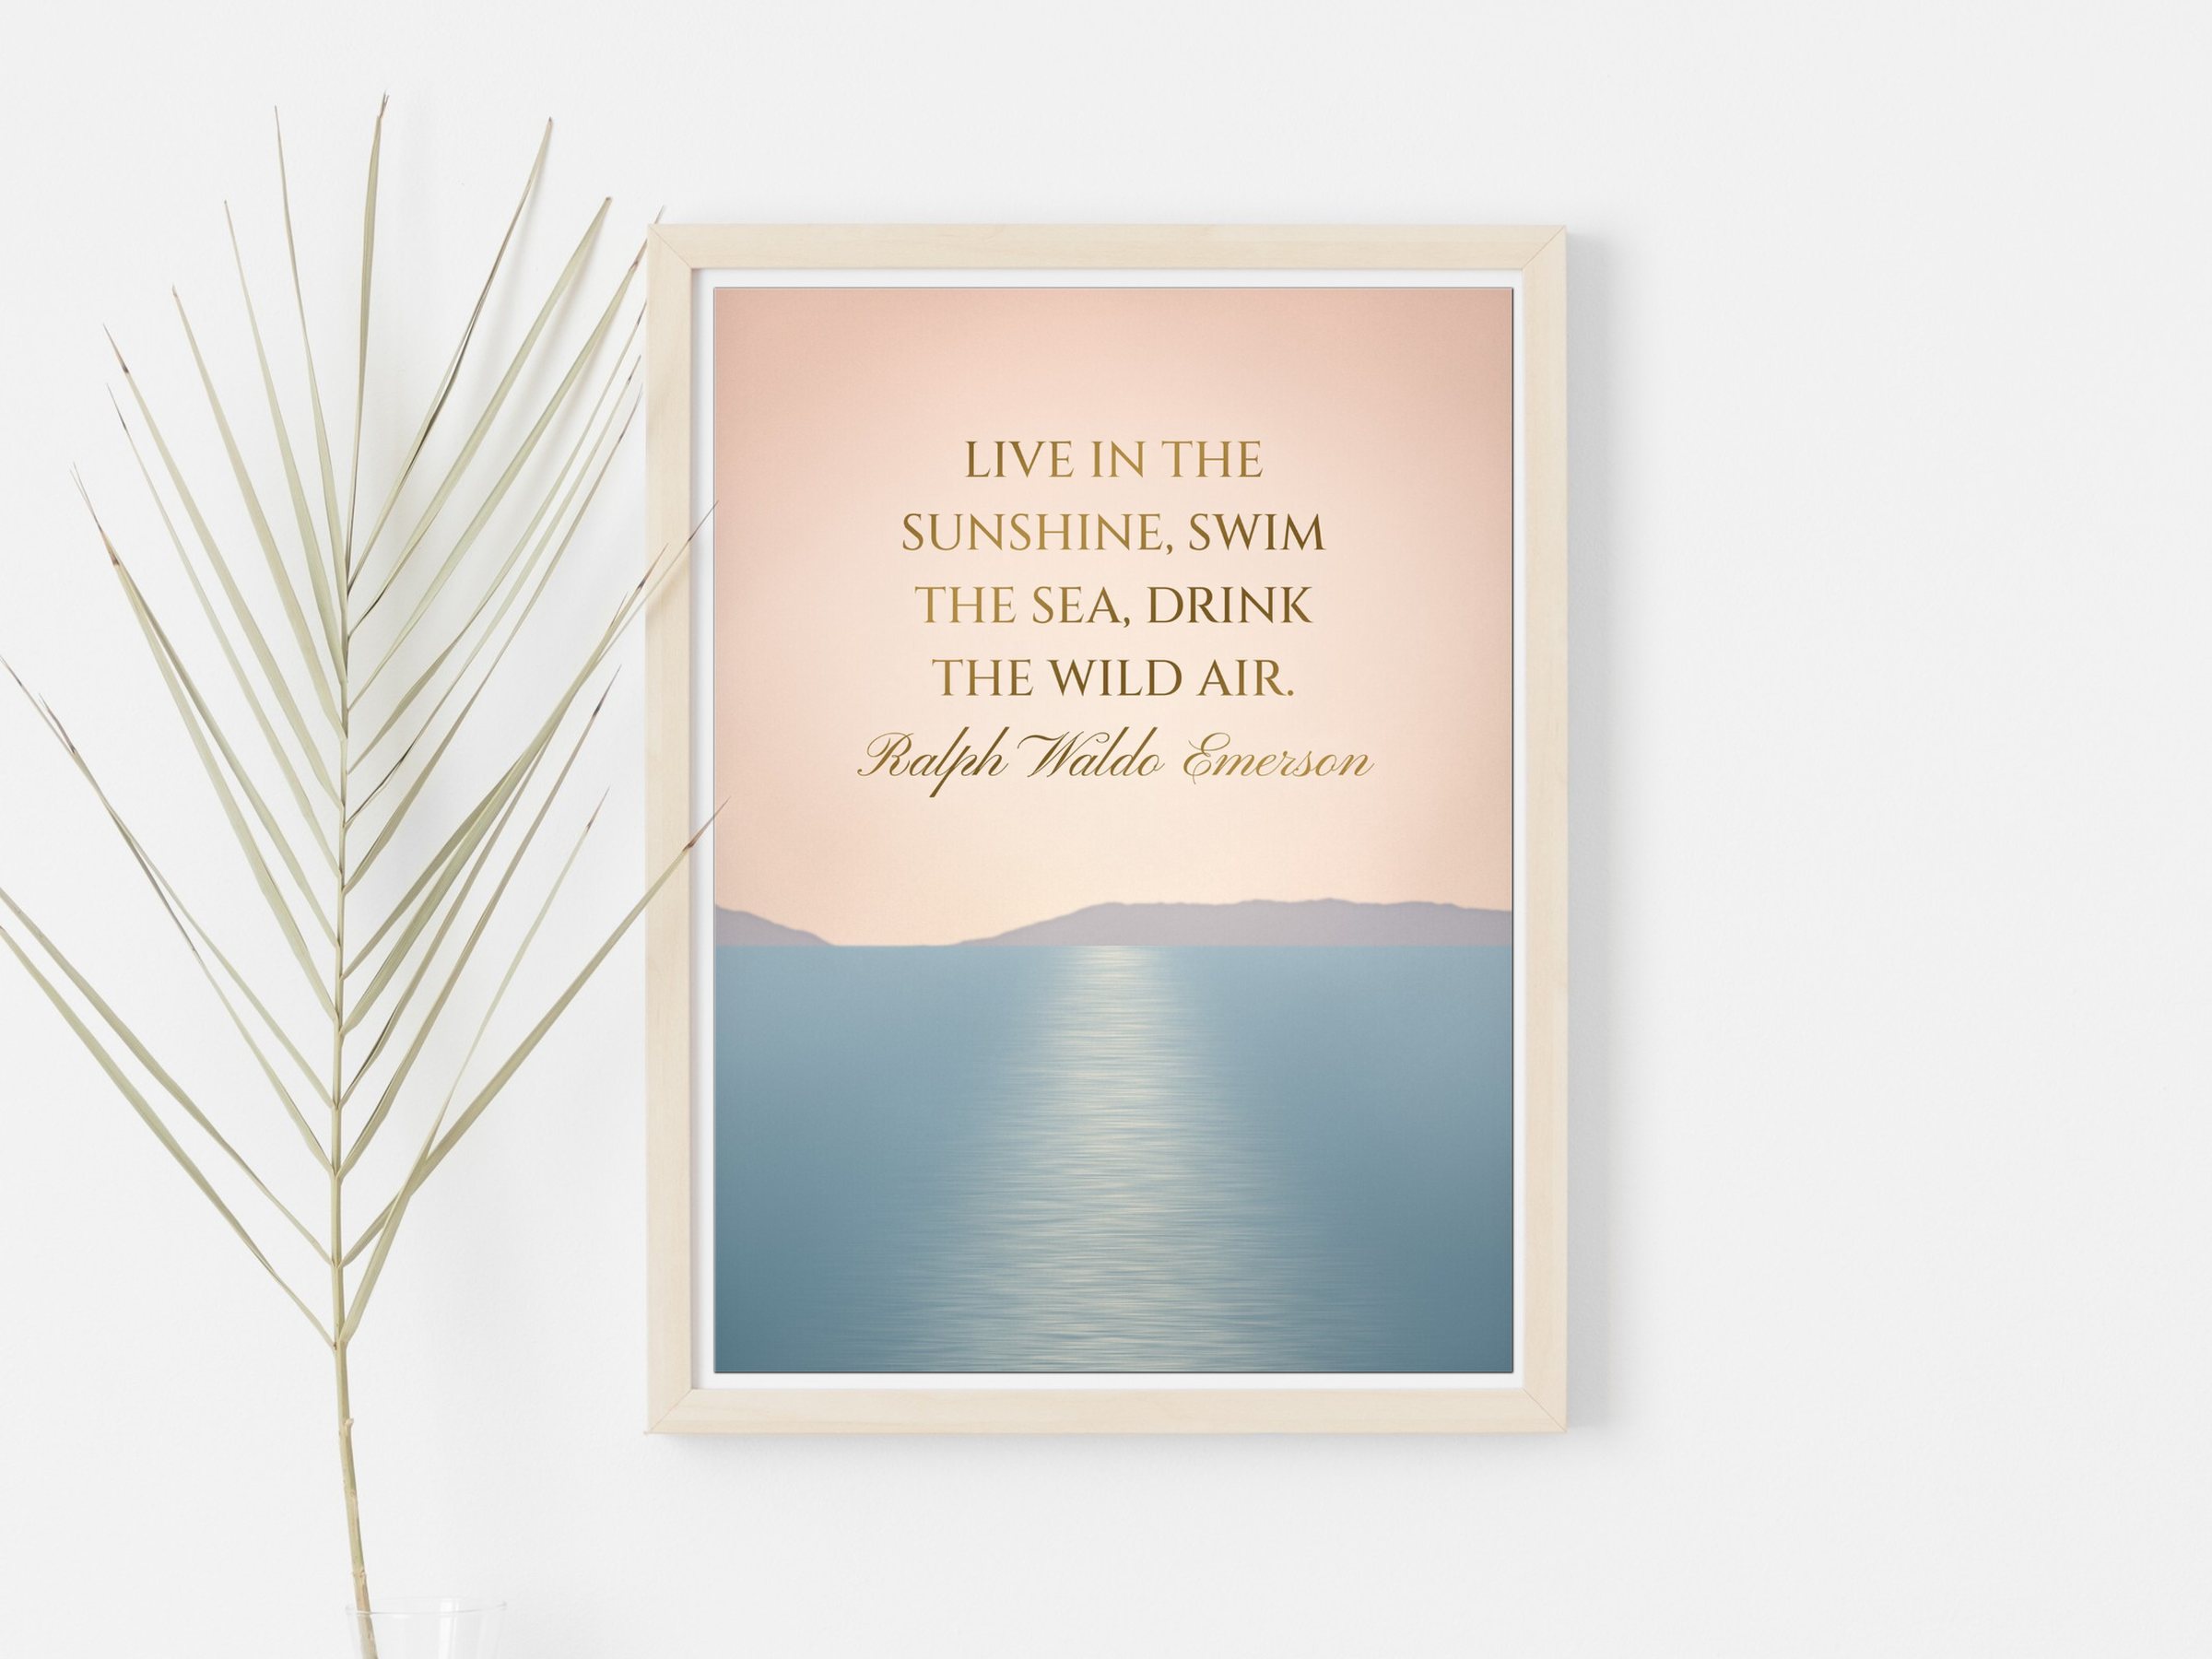 LIVE IN THE
SUNSHINE, SWIM
THE SEA, DRINK
THE WILD AIR.
Ralph Waldo Emerson